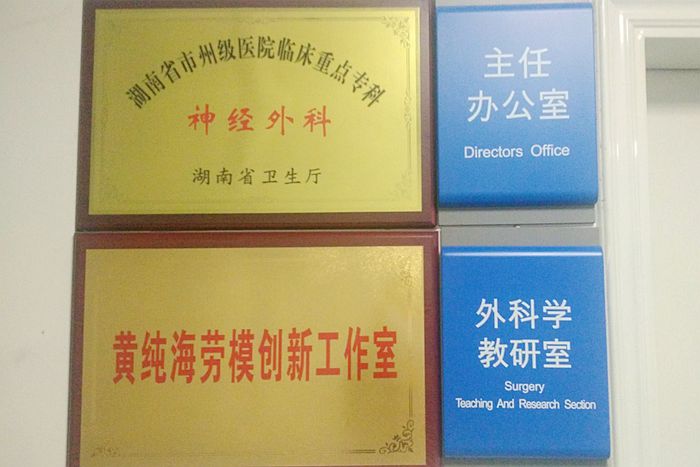 湖南省市州级医院临床重点专科
神经外科
湖南省卫生厅
主任
办公室
Directors Office
黄纯海劳模创新工作室
外科学
教研室
Surgery
Teaching And Research Section